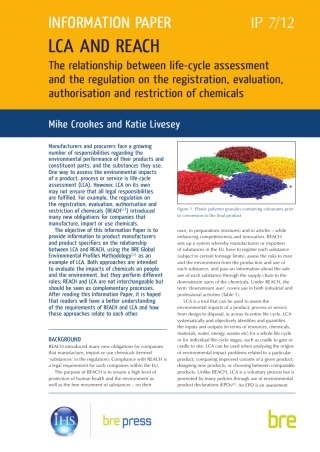 INFORMATION PAPER
IP 7/12
LCA AND REACH
The relationship between life-cycle assessment
and the regulation on the registration, evaluation,
authorisation and restriction of chemicals
Mike Crookes and Katie Livesey
Manufacturers and procurers face a growing
number of responsibilities regarding the
environmental performance of their products and
constituent parts, and the substances they use.
One way to assess the environmental impacts
of a product, process or service is life-cycle
assessment (LCA). However, LCA on its own
may not ensure that all legal responsibilities
are fulfilled. For example, the regulation on
the registration, evaluation, authorisation and
restriction of chemicals (REACH) introduced
many new obligations for companies that
manufacture, import or use chemicals.
The objective of this Information Paper is to
provide information to product manufacturers
and product specifiers on the relationship
between LCA and REACH, using the BRE Global
Environmental Profiles Methodology as an
example of LCA. Both approaches are intended
to evaluate the impacts of chemicals on people
and the environment, but they perform different
roles; REACH and LCA are not interchangeable but
should be seen as complementary processes.
After reading this Information Paper, it is hoped
that readers will have a better understanding
of the requirements of REACH and LCA and how
these approaches relate to each other.
BACKGROUND
REACH introduced many new obligations for companies
that manufacture, import or use chemicals (termed
'substances' in the regulation). Compliance with REACH is
a legal requirement for such companies within the EU.
The purpose of REACH is to ensure a high level of
protection of human health and the environment as
well as the free movement of substances – on their
Figure 1: Plastic polymer granules containing colourants prior
to conversion to the final product
own, in preparations (mixtures) and in articles – while
enhancing competitiveness and innovation. REACH
sets up a system whereby manufacturers or importers
of substances in the EU have to register each substance
(subject to certain tonnage limits), assess the risks to man
and the environment from the production and use of
each substance, and pass on information about the safe
use of each substance through the supply chain to the
downstream users of the chemicals. Under REACH, the
term 'downstream user' covers use in both industrial and
professional activities (Table 1).
LCA is a tool that can be used to assess the
environmental impacts of a product, process or service
from design to disposal, ie across its entire life cycle. LCA
systematically and objectively identifies and quantifies
the inputs and outputs (in terms of resources, chemicals,
materials, water, energy, wastes etc) for a whole life cycle
or for individual life-cycle stages, such as cradle to gate or
cradle to site. LCA can be used when analysing the origins
of environmental impact problems related to a particular
product; comparing improved variants of a given product;
designing new products; or choosing between comparable
products. Unlike REACH, LCA is a voluntary process but is
promoted by many policies through use of environmental
product declarations (EPDs). An EPD is an assessment
IHS
bre press
bre